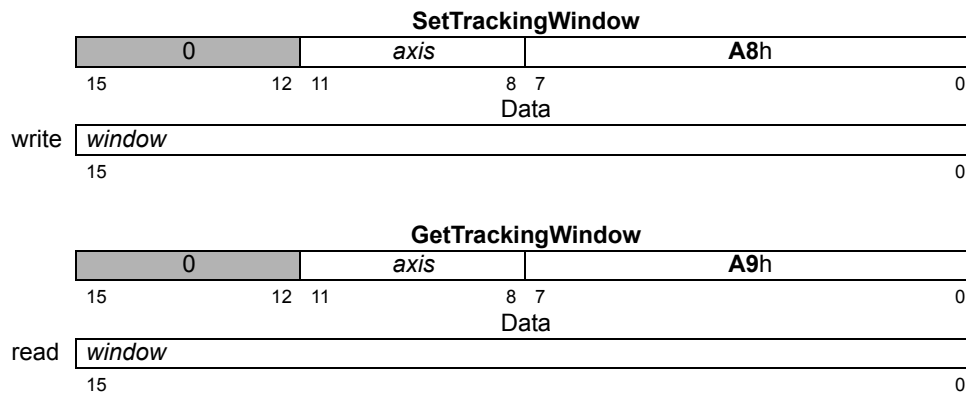 SetTrackingWindow
0 axis A8h
15 12 11 8 7 0
Data
write window
15 0
GetTrackingWindow
0 axis A9h
15 12 11 8 7 0
Data
read window
15 0